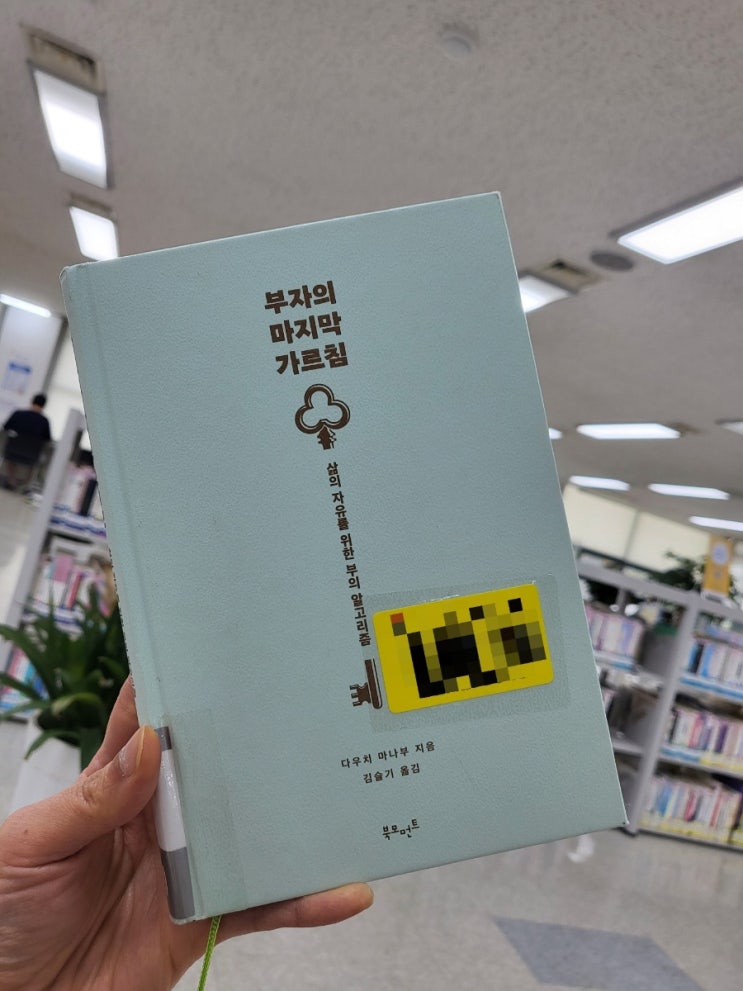 부자의
마지막
가르침
삶의 자유를 위한 부의 알고리즘
다우치 마나부 지음
김슬기 옮김
북모먼트